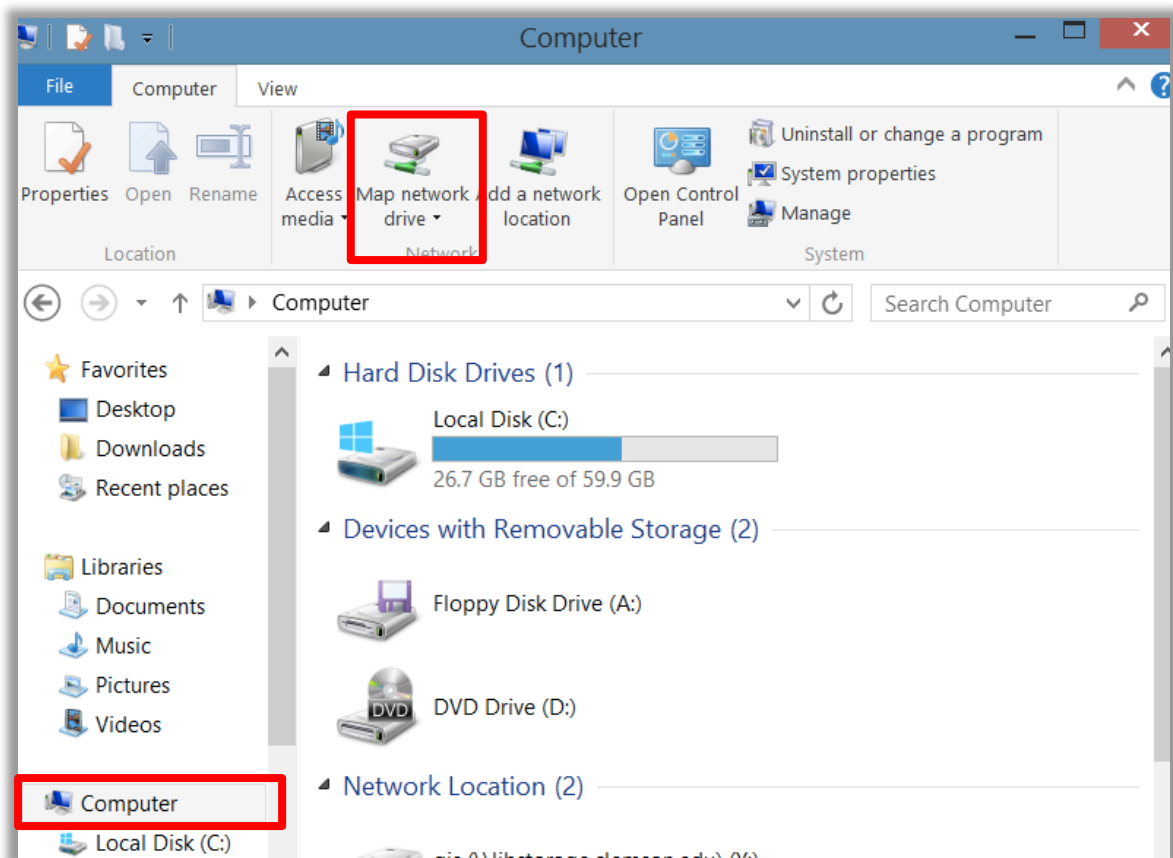 Computer
File
Computer
View
Properties
Open
Rename
Access media
Map network drive
Add a network location
Open Control Panel
Uninstall or change a program
System properties
Manage
Location
Network
System
Computer
Search Computer
Favorites
Desktop
Downloads
Recent places
Libraries
Documents
Music
Pictures
Videos
Computer
Local Disk (C:)
Hard Disk Drives (1)
Local Disk (C:)
26.7 GB free of 59.9 GB
Devices with Removable Storage (2)
Floppy Disk Drive (A:)
DVD
DVD Drive (D:)
Network Location (2)